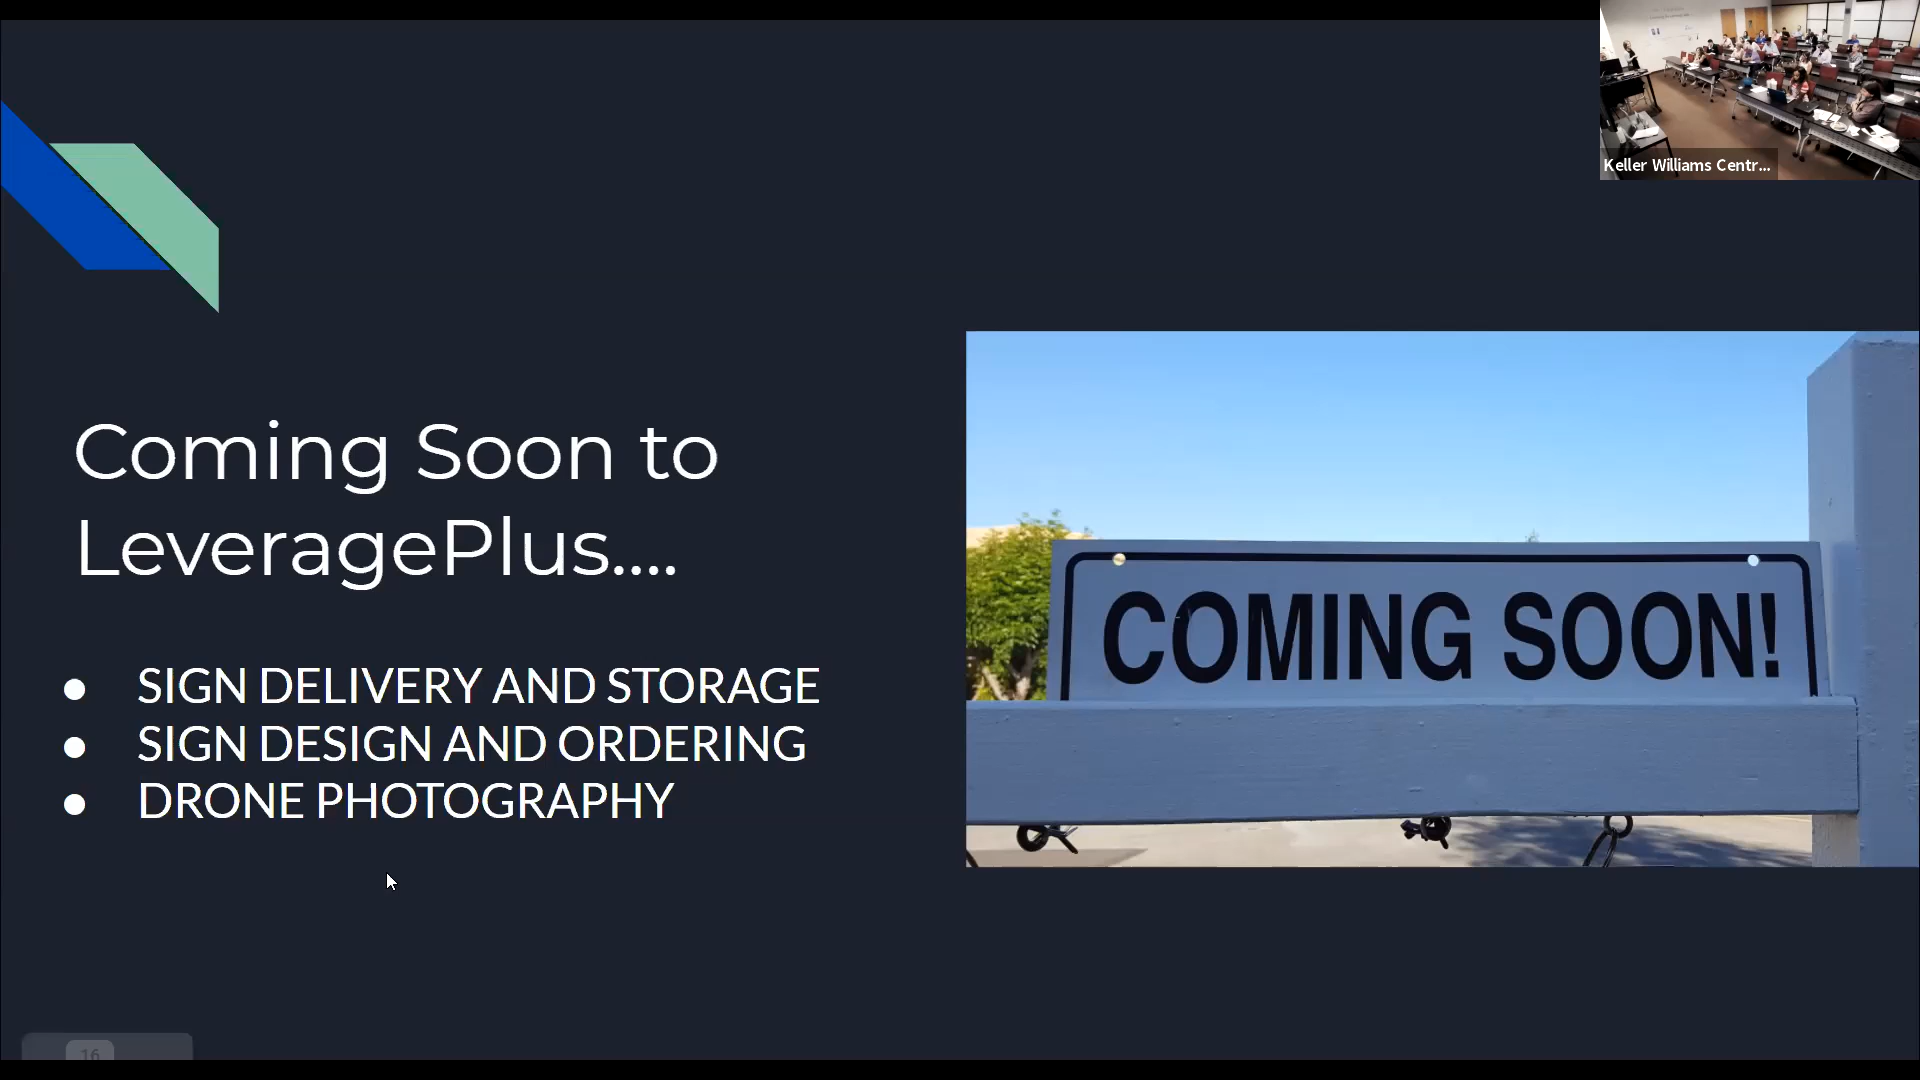 Keller Williams Centr...
Coming Soon to
LeveragePlus....
● SIGN DELIVERY AND STORAGE
● SIGN DESIGN AND ORDERING
● DRONE PHOTOGRAPHY
COMING SOON!
16